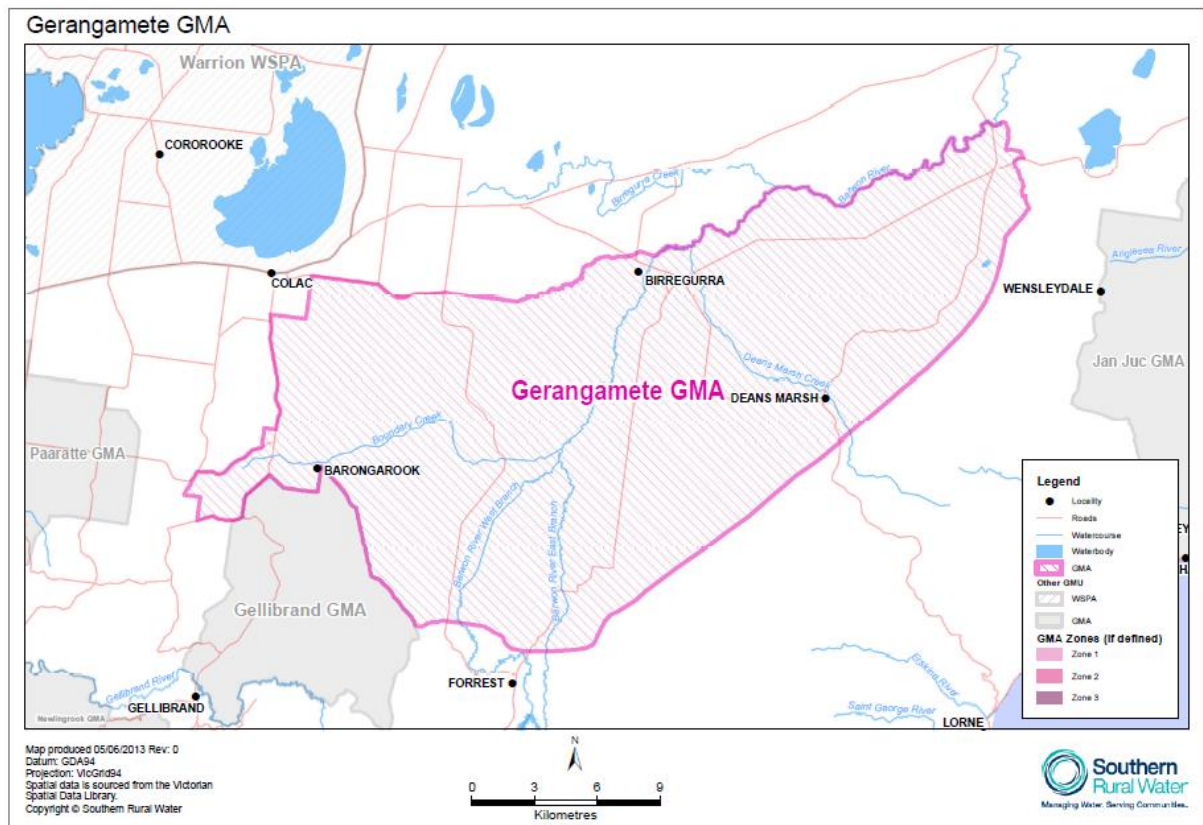 Gerangamete GMA
Warrion WSPA
COROROOKE
Birregurra Creek
Barwon River
COLAC
BIRREGURRA
Anglesea River
WENSLEYDALE
Jan Juc GMA
Deans Marsh Creek
Gerangamete GMA
DEANS MARSH
Boundary Creek
Paaratte GMA
BARONGAROOK
Barwon River West Branch
Barwon River East Branch
Gellibrand GMA
Gellibrand River
GELLIBRAND
Newlingrook GMA
FORREST
Erskine River
Saint George River
LORNE
EY
H
Legend
Locality
Roads
Watercourse
Waterbody
GMA
Other GMU
WSPA
GMA
GMA Zones (if defined)
Zone 1
Zone 2
Zone 3
Map produced 05/06/2013 Rev: 0
Datum: GDA94
Projection: VicGrid94
Spatial data is sourced from the Victorian
Spatial Data Library.
Copyright © Southern Rural Water
N
0 3 6 9
Kilometres
Southern
Rural Water
Managing Water. Serving Communities.